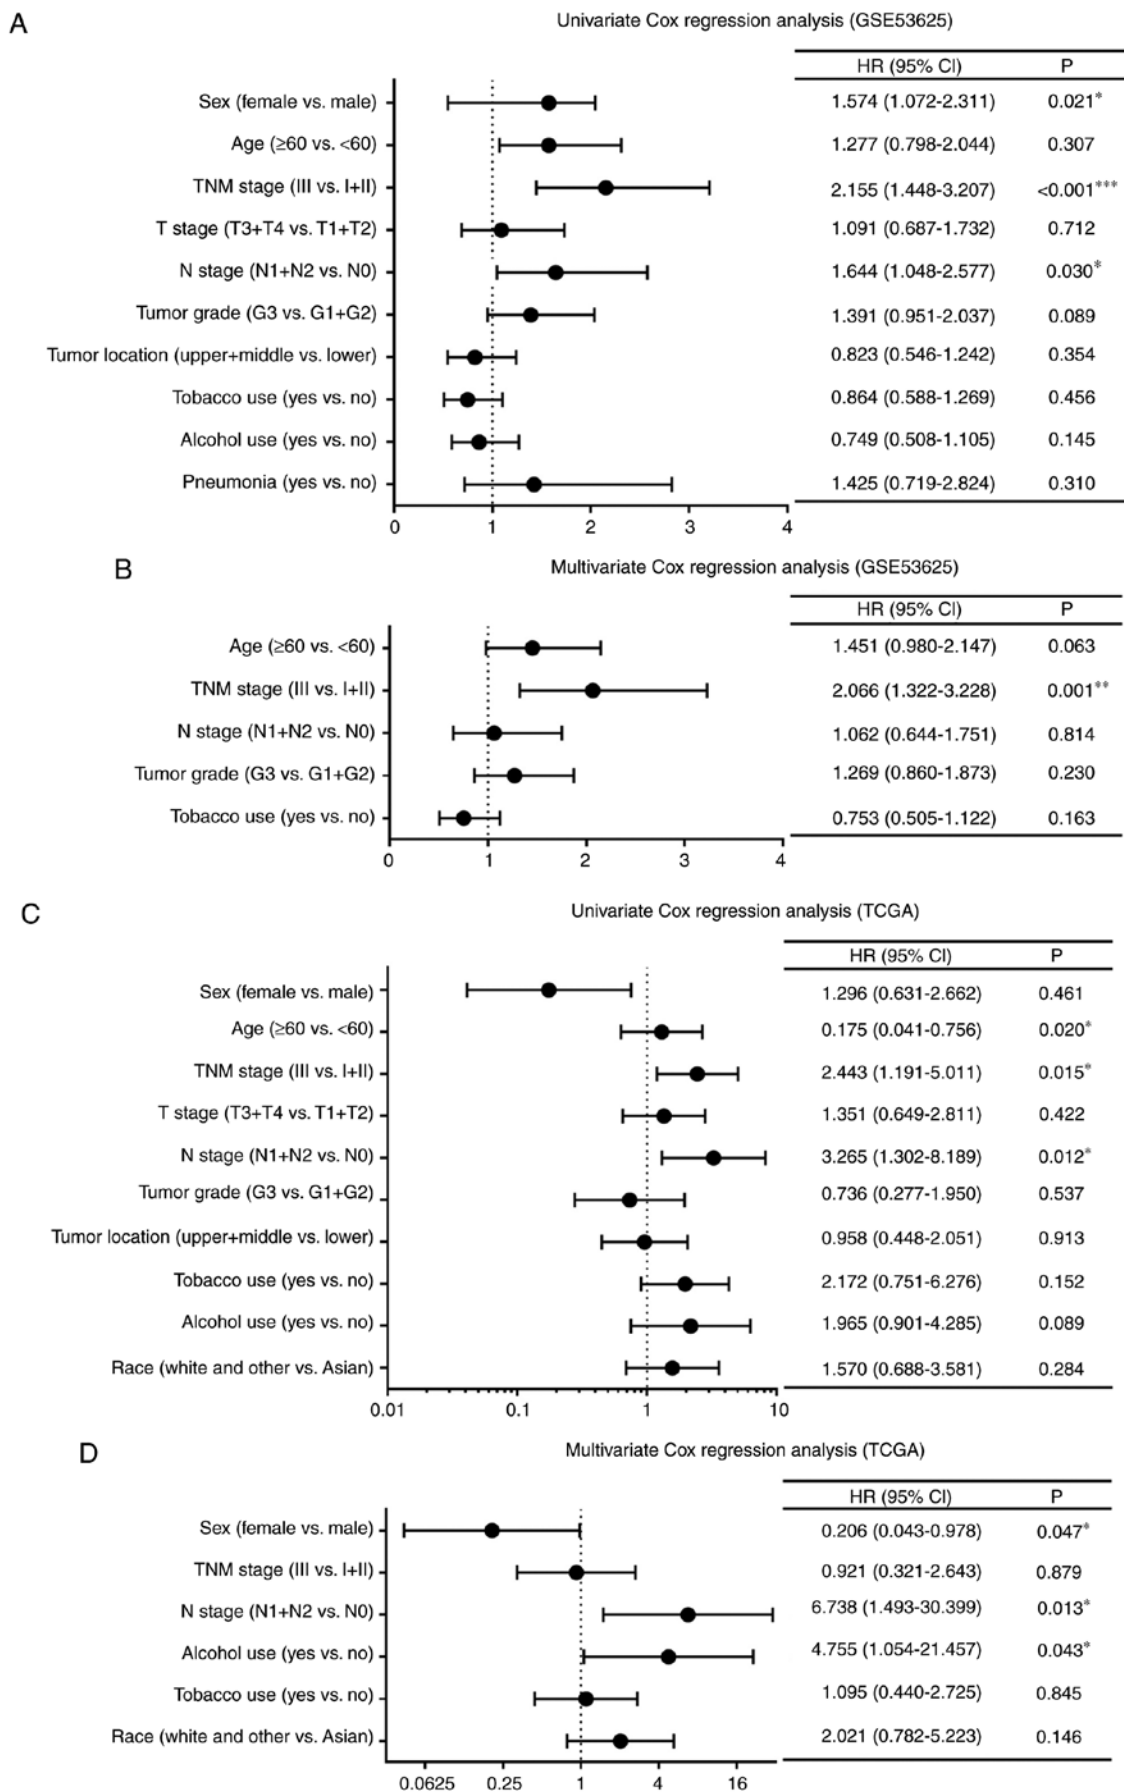 A
Univariate Cox regression analysis (GSE53625)
HR (95% CI) P
Sex (female vs. male) 1.574 (1.072-2.311) 0.021*
Age (≥60 vs. <60) 1.277 (0.798-2.044) 0.307
TNM stage (III vs. I+II) 2.155 (1.448-3.207) <0.001***
T stage (T3+T4 vs. T1+T2) 1.091 (0.687-1.732) 0.712
N stage (N1+N2 vs. N0) 1.644 (1.048-2.577) 0.030*
Tumor grade (G3 vs. G1+G2) 1.391 (0.951-2.037) 0.089
Tumor location (upper+middle vs. lower) 0.823 (0.546-1.242) 0.354
Tobacco use (yes vs. no) 0.864 (0.588-1.269) 0.456
Alcohol use (yes vs. no) 0.749 (0.508-1.105) 0.145
Pneumonia (yes vs. no) 1.425 (0.719-2.824) 0.310
0 1 2 3 4
B
Multivariate Cox regression analysis (GSE53625)
HR (95% CI) P
Age (≥60 vs. <60) 1.451 (0.980-2.147) 0.063
TNM stage (III vs. I+II) 2.066 (1.322-3.228) 0.001**
N stage (N1+N2 vs. N0) 1.062 (0.644-1.751) 0.814
Tumor grade (G3 vs. G1+G2) 1.269 (0.860-1.873) 0.230
Tobacco use (yes vs. no) 0.753 (0.505-1.122) 0.163
0 1 2 3 4
C
Univariate Cox regression analysis (TCGA)
HR (95% CI) P
Sex (female vs. male) 1.296 (0.631-2.662) 0.461
Age (≥60 vs. <60) 0.175 (0.041-0.756) 0.020*
TNM stage (III vs. I+II) 2.443 (1.191-5.011) 0.015*
T stage (T3+T4 vs. T1+T2) 1.351 (0.649-2.811) 0.422
N stage (N1+N2 vs. N0) 3.265 (1.302-8.189) 0.012*
Tumor grade (G3 vs. G1+G2) 0.736 (0.277-1.950) 0.537
Tumor location (upper+middle vs. lower) 0.958 (0.448-2.051) 0.913
Tobacco use (yes vs. no) 2.172 (0.751-6.276) 0.152
Alcohol use (yes vs. no) 1.965 (0.901-4.285) 0.089
Race (white and other vs. Asian) 1.570 (0.688-3.581) 0.284
0.01 0.1 1 10
D
Multivariate Cox regression analysis (TCGA)
HR (95% CI) P
Sex (female vs. male) 0.206 (0.043-0.978) 0.047*
TNM stage (III vs. I+II) 0.921 (0.321-2.643) 0.879
N stage (N1+N2 vs. N0) 6.738 (1.493-30.399) 0.013*
Alcohol use (yes vs. no) 4.755 (1.054-21.457) 0.043*
Tobacco use (yes vs. no) 1.095 (0.440-2.725) 0.845
Race (white and other vs. Asian) 2.021 (0.782-5.223) 0.146
0.0625 0.25 1 4 16